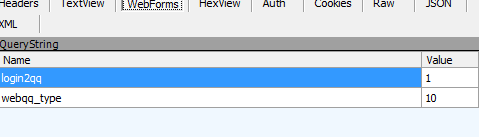 Headers TextView WebForms HexView Auth Cookies Raw JSON
XML
QueryString
Name Value
login2qq 1
webqq_type 10